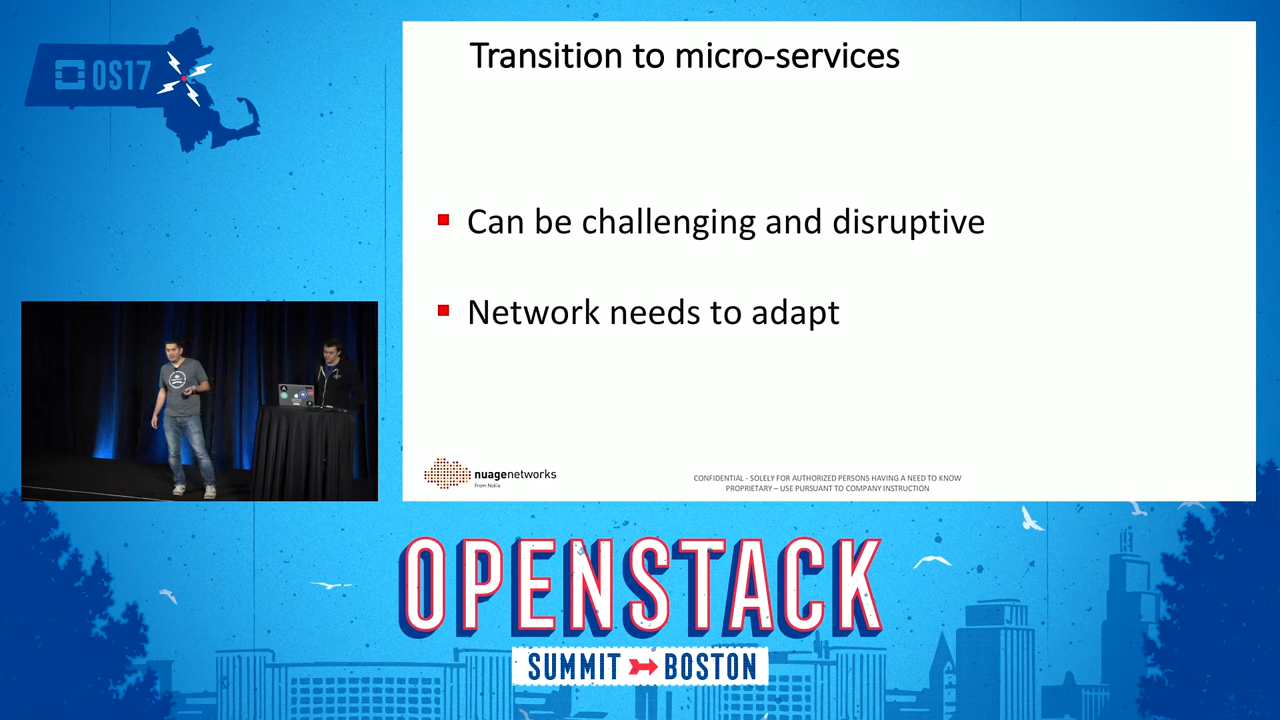 OS17
Transition to micro-services
Can be challenging and disruptive
Network needs to adapt
nuagenetworks
From Nokia
CONFIDENTIAL - SOLELY FOR AUTHORIZED PERSONS HAVING A NEED TO KNOW
PROPRIETARY – USE PURSUANT TO COMPANY INSTRUCTION
OPENSTACK
SUMMIT BOSTON